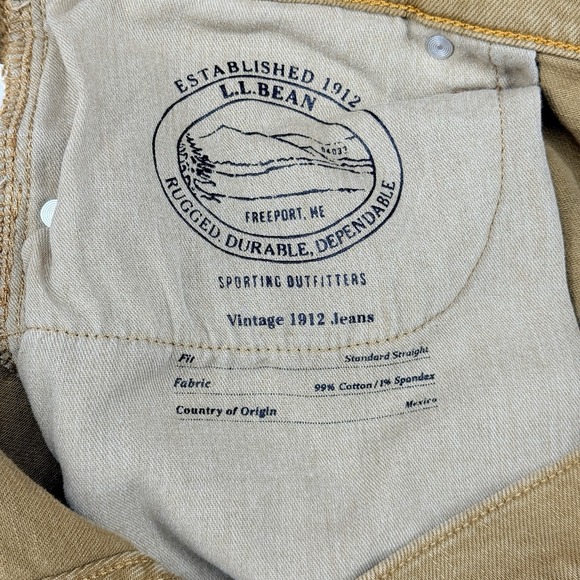 ESTABLISHED 1912
L.L.BEAN
04033
FREEPORT, ME
RUGGED, DURABLE, DEPENDABLE
SPORTING OUTFITTERS
Vintage 1912 Jeans
Fit Standard Straight
Fabric 99% Cotton/1% Spandex
Country of Origin Mexico